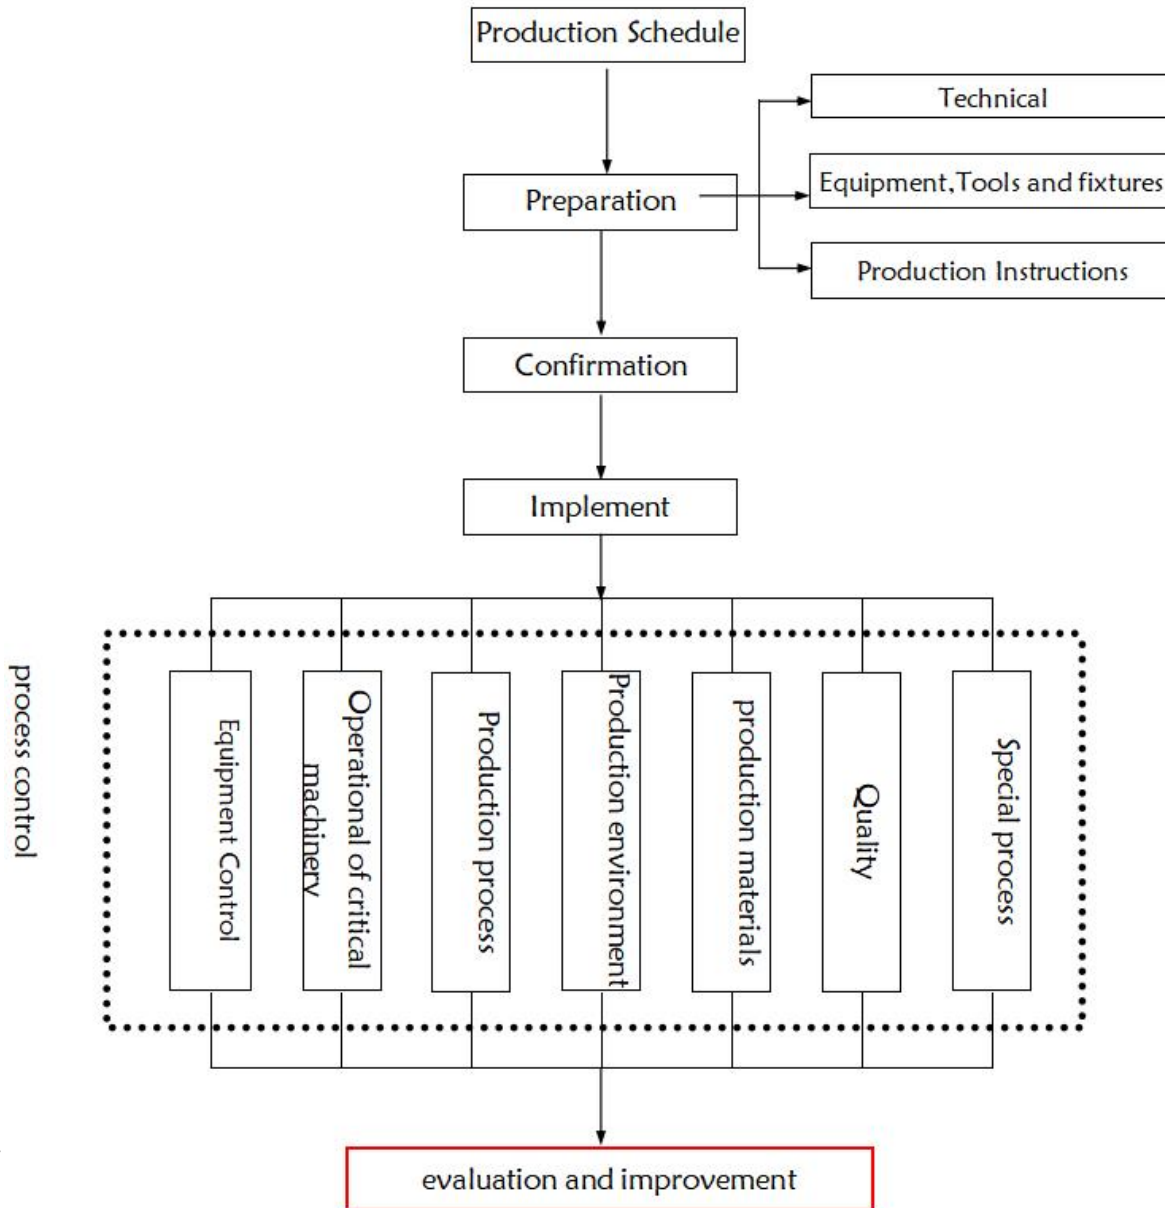 Production Schedule
Technical
Equipment,Tools and fixtures
Preparation
Production Instructions
Confirmation
Implement
process control
Equipment Control
Operational of critical
machinery
Production process
Production environment
production materials
Quality
Special process
evaluation and improvement